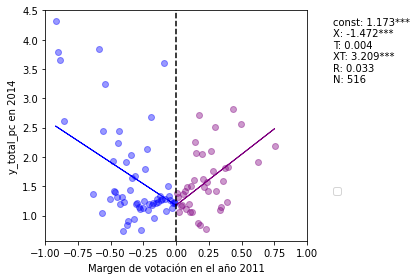 const: 1.173***
X: -1.472***
T: 0.004
XT: 3.209***
R: 0.033
N: 516
y_total_pc en 2014
4.5
4.0
3.5
3.0
2.5
2.0
1.5
1.0
−1.00 −0.75 −0.50 −0.25 0.00 0.25 0.50 0.75 1.00
Margen de votación en el año 2011